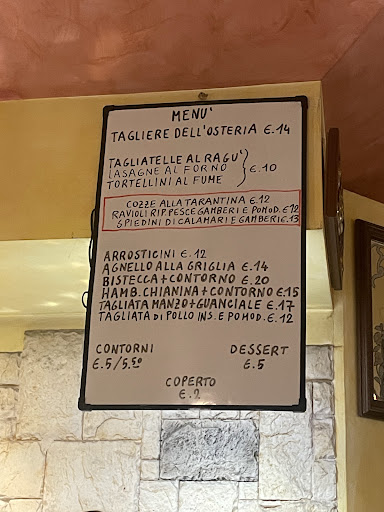 MENU'
TAGLIERE DELL'OSTERIA €.14
TAGLIATELLE AL RAGU'
LASAGNE AL FORNO
TORTELLINI AL FUME
€.10
COZZE ALLA TARANTINA €.12
RAVIOLI RIP. PESCE GAMBERI E POMOD. €.12
SPIEDINI DI CALAMARI E GAMBERI €.13
ARROSTICINI €.12
AGNELLO ALLA GRIGLIA €.14
BISTECCA + CONTORNO €.20
HAMB. CHIANINA + CONTORNO €.15
TAGLIATA MANZO + GUANCIALE €.17
TAGLIATA DI POLLO INS. E POMOD. €.12
CONTORNI DESSERT
€.5/5.50 €.5
COPERTO
€.2